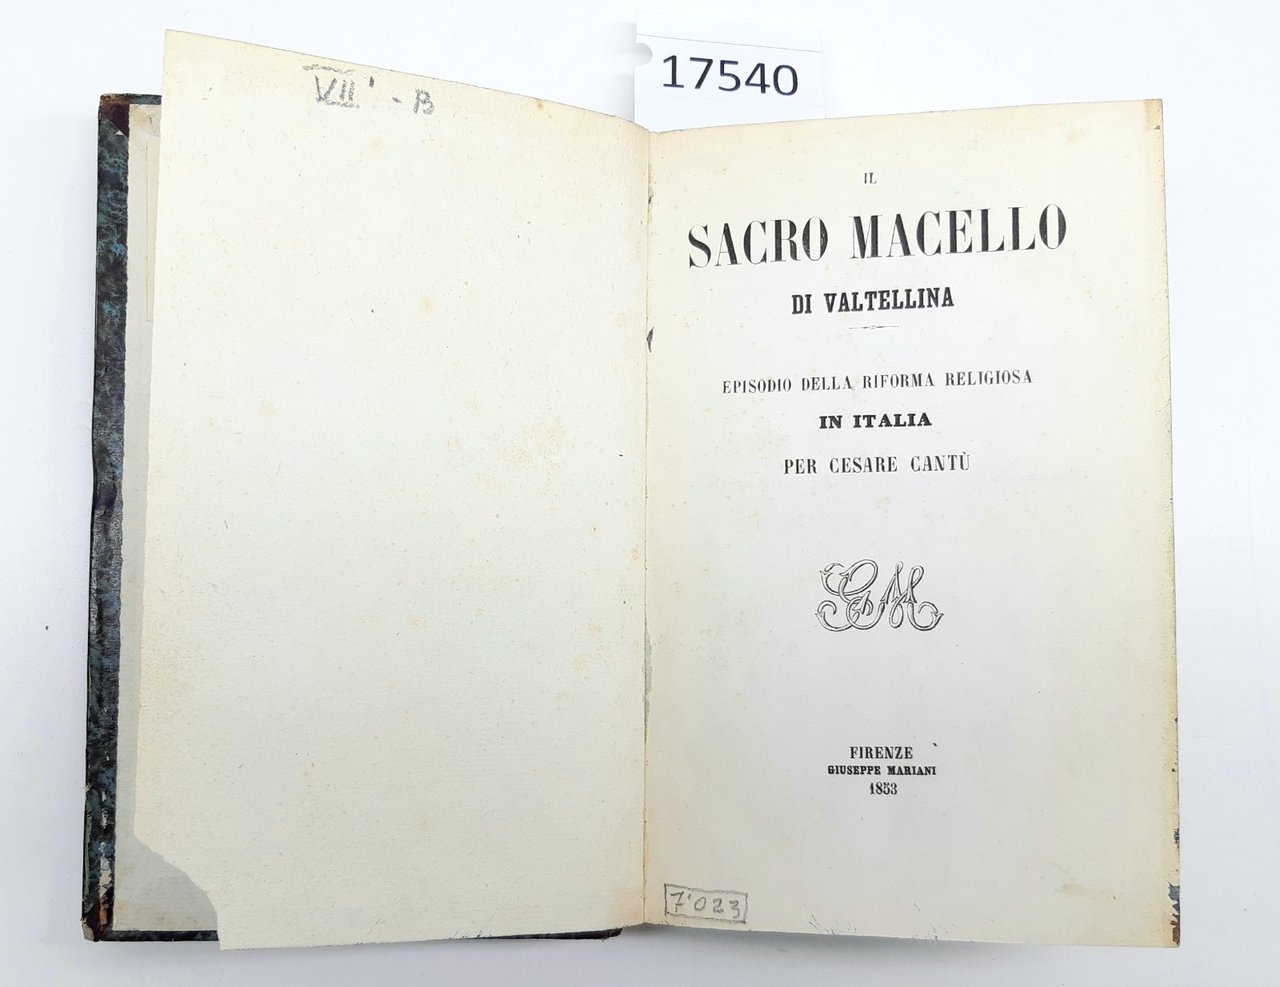 VII' - B
17540
IL
SACRO MACELLO
DI VALTELLINA
EPISODIO DELLA RIFORMA RELIGIOSA
IN ITALIA
PER CESARE CANTÙ
GM
FIRENZE
GIUSEPPE MARIANI
1853
7'023